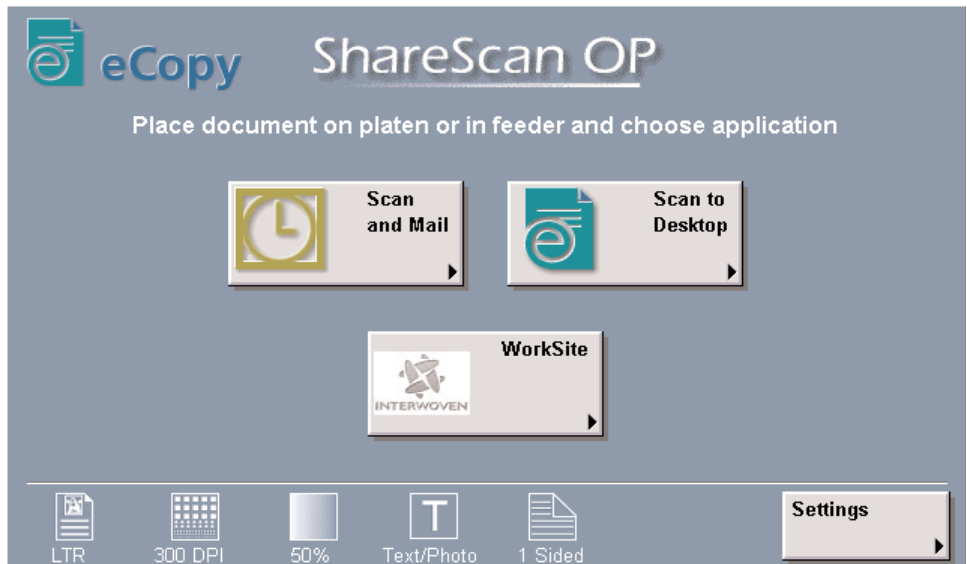 eCopy ShareScan OP
Place document on platen or in feeder and choose application
Scan
and Mail
Scan to
Desktop
WorkSite
INTERWOVEN
Settings
LTR 300 DPI 50% Text/Photo 1 Sided